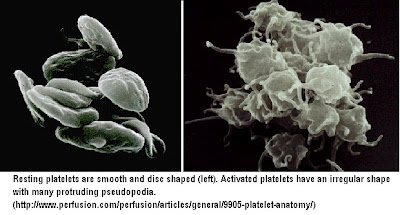 Resting platelets are smooth and disc shaped (left). Activated platelets have an irregular shape
with many protruding pseudopodia.
(http://www.perfusion.com/perfusion/articles/general/9905-platelet-anatomy/)